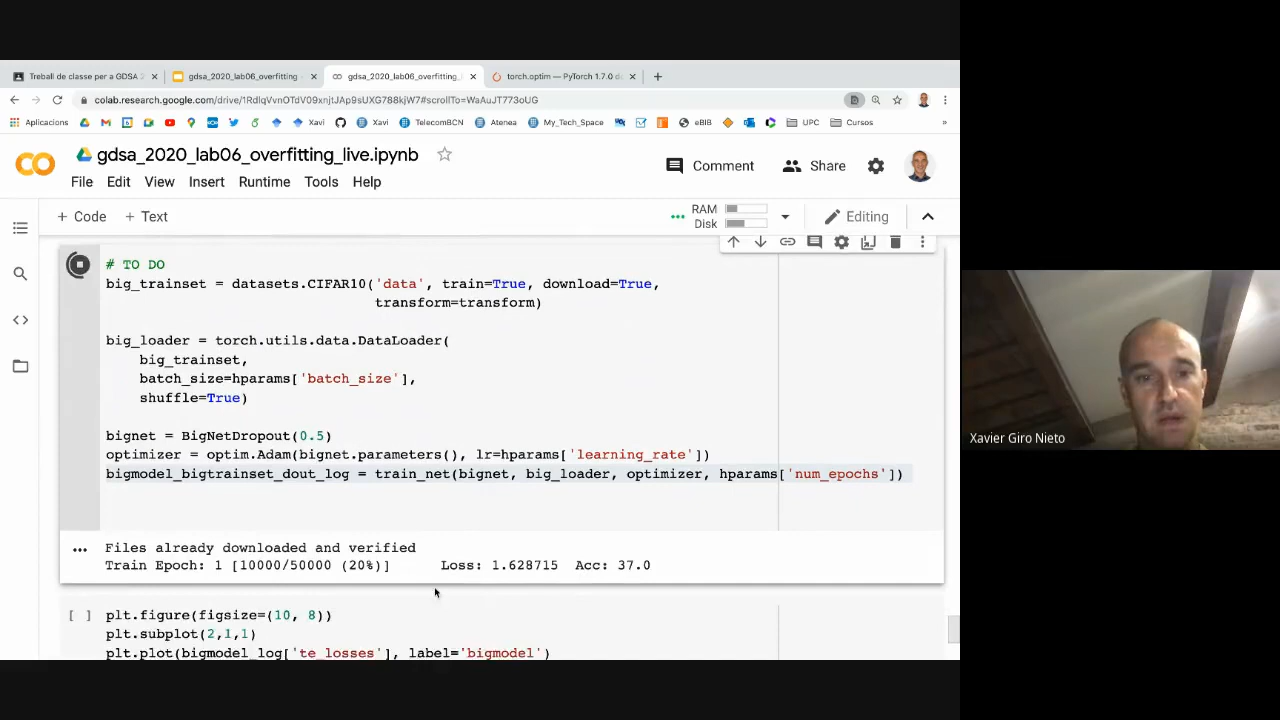 Treball de classe per a GDSA 2
gdsa_2020_lab06_overfitting
gdsa_2020_lab06_overfitting_
torch.optim — PyTorch 1.7.0 d
colab.research.google.com/drive/1RdlqVvnOTdV09xnjtJAp9sUXG788kjW7#scrollTo=WaAuJT773oUG
Aplicacions
Xavi
Xavi
TelecomBCN
Atenea
My_Tech_Space
eBIB
UPC
Cursos
gdsa_2020_lab06_overfitting_live.ipynb
Comment
Share
File Edit View Insert Runtime Tools Help
+ Code + Text
RAM
Disk
Editing
# TO DO
big_trainset = datasets.CIFAR10('data', train=True, download=True,
transform=transform)
big_loader = torch.utils.data.DataLoader(
big_trainset,
batch_size=hparams['batch_size'],
shuffle=True)
bignet = BigNetDropout(0.5)
optimizer = optim.Adam(bignet.parameters(), lr=hparams['learning_rate'])
bigmodel_bigtrainset_dout_log = train_net(bignet, big_loader, optimizer, hparams['num_epochs'])
Files already downloaded and verified
Train Epoch: 1 [10000/50000 (20%)] Loss: 1.628715 Acc: 37.0
[ ] plt.figure(figsize=(10, 8))
plt.subplot(2,1,1)
plt.plot(bigmodel_log['te_losses'], label='bigmodel')
Xavier Giro Nieto